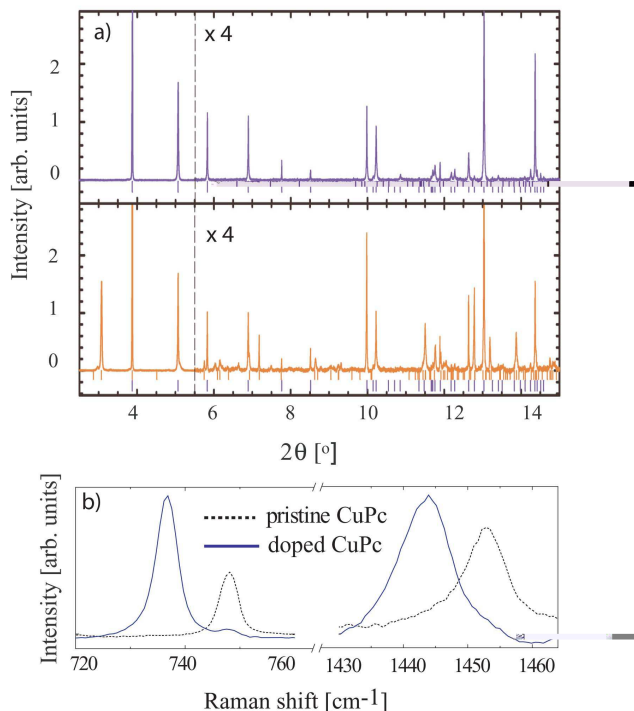 a)
x 4
2
1
0
x 4
2
1
0
Intensity [arb. units]
4 6 8 10 12 14
2θ [°]
b)
pristine CuPc
doped CuPc
Intensity [arb. units]
720 740 760 1430 1440 1450 1460
Raman shift [cm-1]